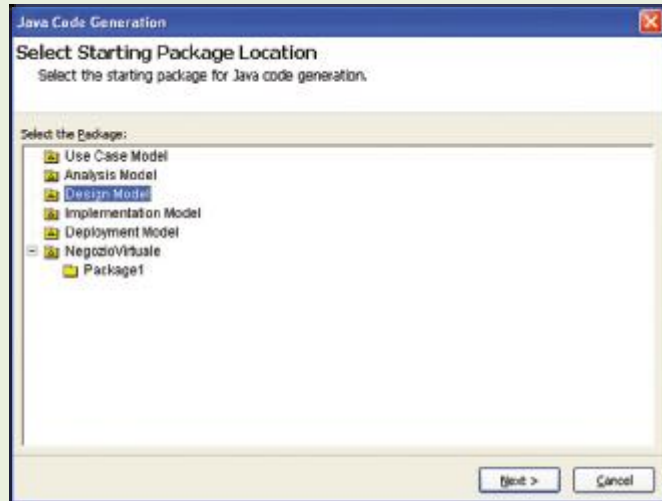 Java Code Generation
Select Starting Package Location
Select the starting package for Java code generation.
Select the Package:
Use Case Model
Analysis Model
Design Model
Implementation Model
Deployment Model
NegozioVirtuale
Package1
Next >
Cancel